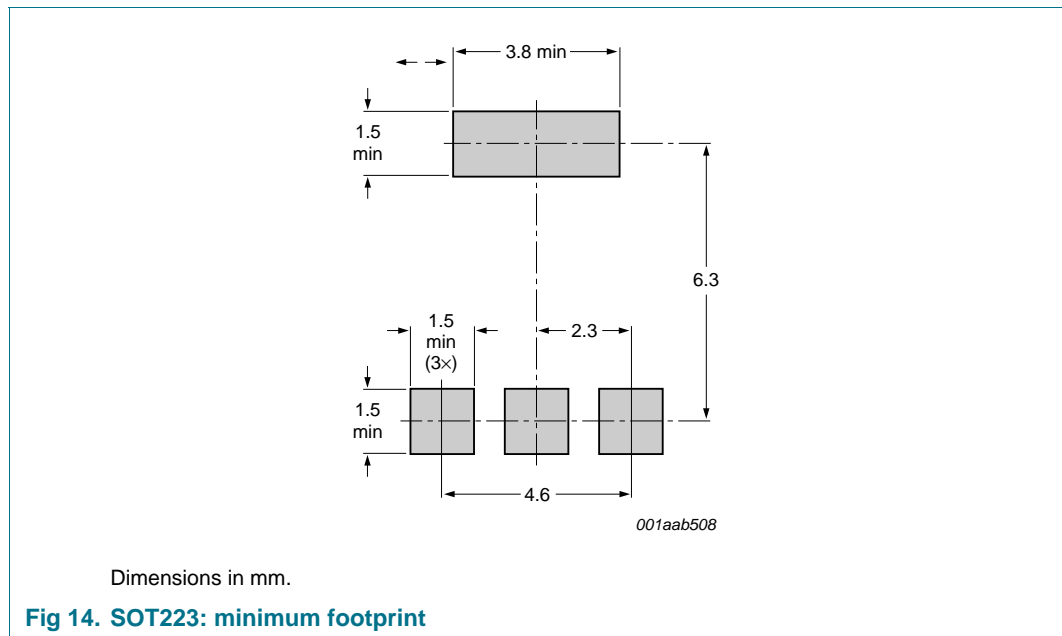 3.8 min
1.5
min
6.3
1.5
min
(3×)
2.3
1.5
min
4.6
001aab508
Dimensions in mm.
Fig 14. SOT223: minimum footprint